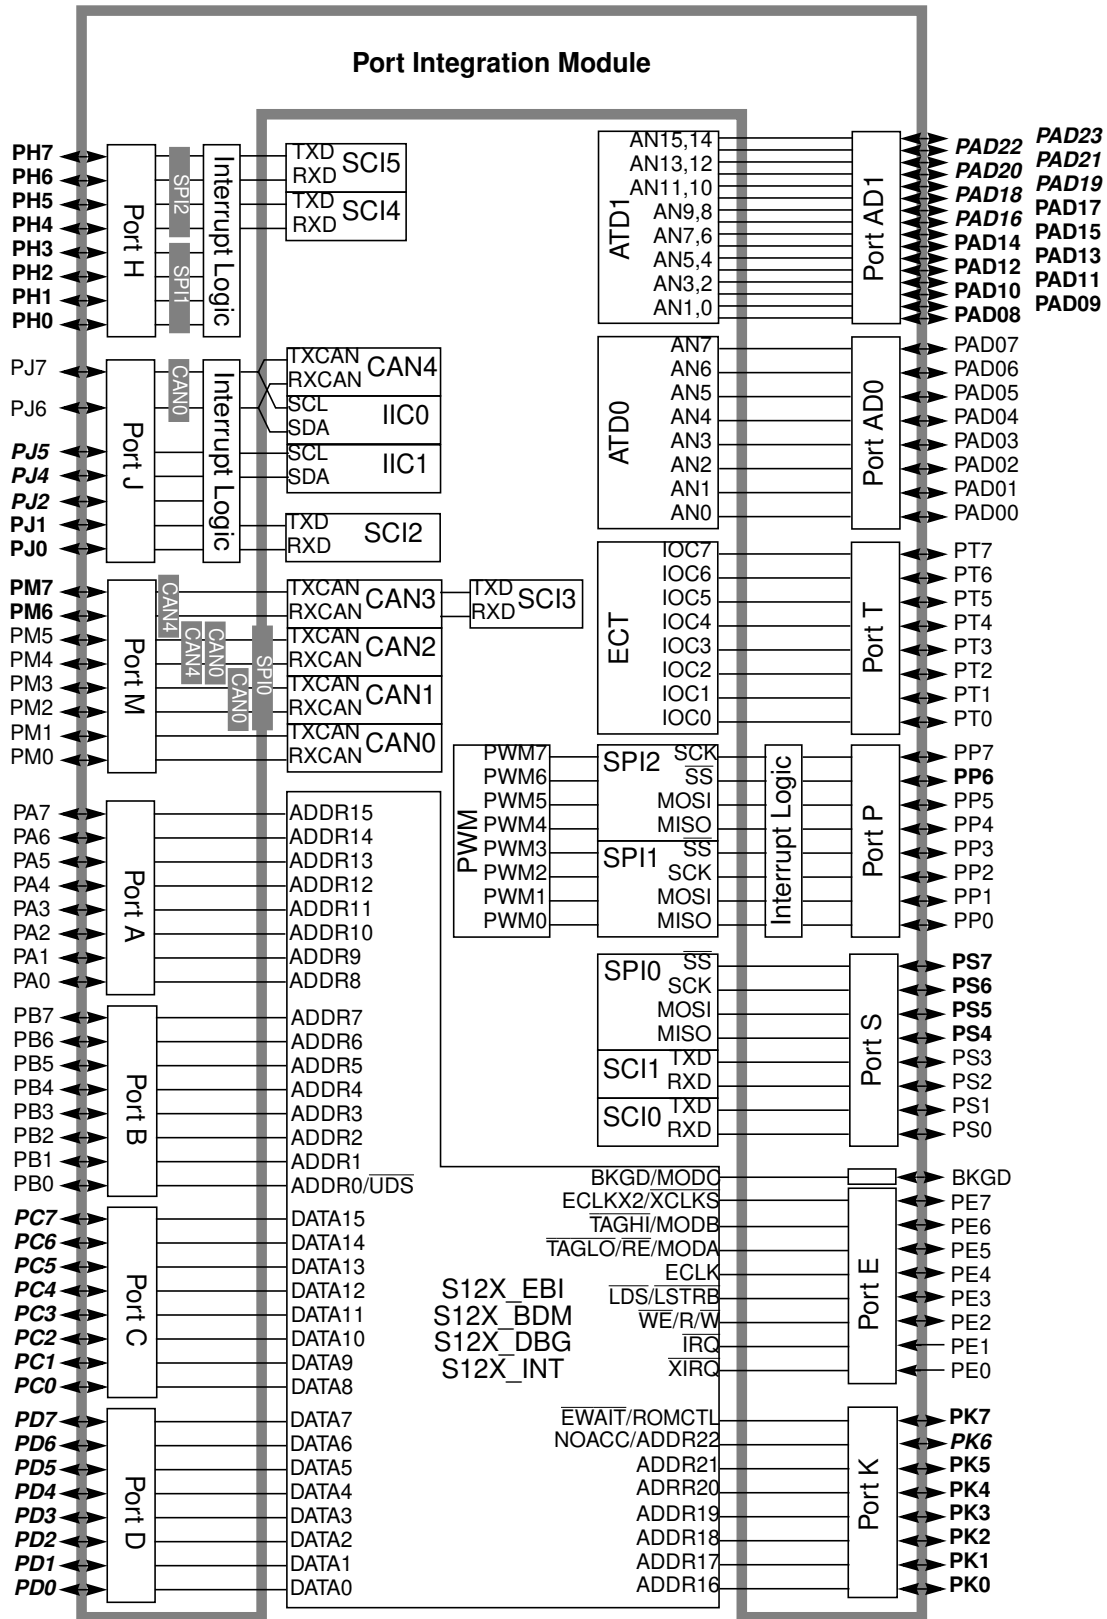 Port Integration Module
PH7
PH6
PH5
PH4
PH3
PH2
PH1
PH0
Port H
SPI2
SPI1
Interrupt Logic
TXD
RXD
SCI5
TXD
RXD
SCI4
PJ7
PJ6
PJ5
PJ4
PJ2
PJ1
PJ0
Port J
CAN0
Interrupt Logic
TXCAN
RXCAN
CAN4
SCL
SDA
IIC0
SCL
SDA
IIC1
TXD
RXD
SCI2
PM7
PM6
PM5
PM4
PM3
PM2
PM1
PM0
Port M
CAN4
CAN4
CAN0
CAN0
SPI0
TXCAN
RXCAN
CAN3
TXD
RXD
SCI3
TXCAN
RXCAN
CAN2
TXCAN
RXCAN
CAN1
TXCAN
RXCAN
CAN0
PA7
PA6
PA5
PA4
PA3
PA2
PA1
PA0
Port A
ADDR15
ADDR14
ADDR13
ADDR12
ADDR11
ADDR10
ADDR9
ADDR8
PB7
PB6
PB5
PB4
PB3
PB2
PB1
PB0
Port B
ADDR7
ADDR6
ADDR5
ADDR4
ADDR3
ADDR2
ADDR1
ADDR0/UDS
PC7
PC6
PC5
PC4
PC3
PC2
PC1
PC0
Port C
DATA15
DATA14
DATA13
DATA12
DATA11
DATA10
DATA9
DATA8
PD7
PD6
PD5
PD4
PD3
PD2
PD1
PD0
Port D
DATA7
DATA6
DATA5
DATA4
DATA3
DATA2
DATA1
DATA0
S12X_EBI
S12X_BDM
S12X_DBG
S12X_INT
ATD1
AN15,14
AN13,12
AN11,10
AN9,8
AN7,6
AN5,4
AN3,2
AN1,0
Port AD1
PAD23
PAD22
PAD21
PAD20
PAD19
PAD18
PAD17
PAD16
PAD15
PAD14
PAD13
PAD12
PAD11
PAD10
PAD09
PAD08
ATD0
AN7
AN6
AN5
AN4
AN3
AN2
AN1
AN0
Port AD0
PAD07
PAD06
PAD05
PAD04
PAD03
PAD02
PAD01
PAD00
ECT
IOC7
IOC6
IOC5
IOC4
IOC3
IOC2
IOC1
IOC0
Port T
PT7
PT6
PT5
PT4
PT3
PT2
PT1
PT0
PWM
PWM7
PWM6
PWM5
PWM4
PWM3
PWM2
PWM1
PWM0
SPI2
SCK
SS
MOSI
MISO
SPI1
SS
SCK
MOSI
MISO
Interrupt Logic
Port P
PP7
PP6
PP5
PP4
PP3
PP2
PP1
PP0
SPI0
SS
SCK
MOSI
MISO
SCI1
TXD
RXD
SCI0
TXD
RXD
Port S
PS7
PS6
PS5
PS4
PS3
PS2
PS1
PS0
BKGD/MODC
ECLKX2/XCLKS
TAGHI/MODB
TAGLO/RE/MODA
ECLK
LDS/LSTRB
WE/R/W
IRQ
XIRQ
Port E
BKGD
PE7
PE6
PE5
PE4
PE3
PE2
PE1
PE0
EWAIT/ROMCTL
NOACC/ADDR22
ADDR21
ADRR20
ADDR19
ADDR18
ADDR17
ADDR16
Port K
PK7
PK6
PK5
PK4
PK3
PK2
PK1
PK0